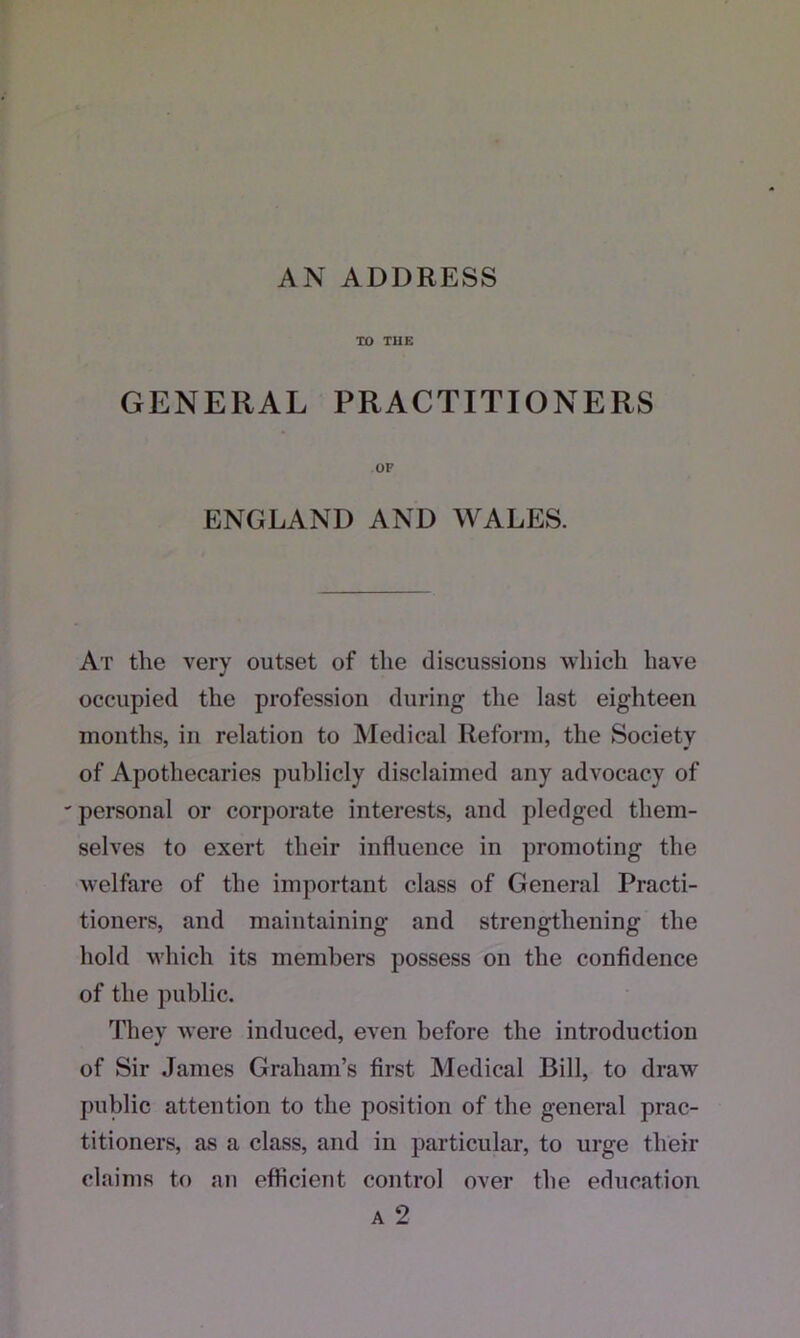 AN ADDRESS
TO THE
GENERAL PRACTITIONERS
OF
ENGLAND AND WALES.
At the very outset of the discussions which have
occupied the profession during the last eighteen
months, in relation to Medical Reform, the Society
of Apothecaries publicly disclaimed any advocacy of
personal or corporate interests, and pledged them-
selves to exert their influence in promoting the
welfare of the important class of General Practi-
tioners, and maintaining and strengthening the
hold which its members possess on the confidence
of the public.
They were induced, even before the introduction
of Sir James Graham's first Medical Bill, to draw
public attention to the position of the general prac-
titioners, as a class, and in particular, to urge their
claims to an efficient control over the education
A 2